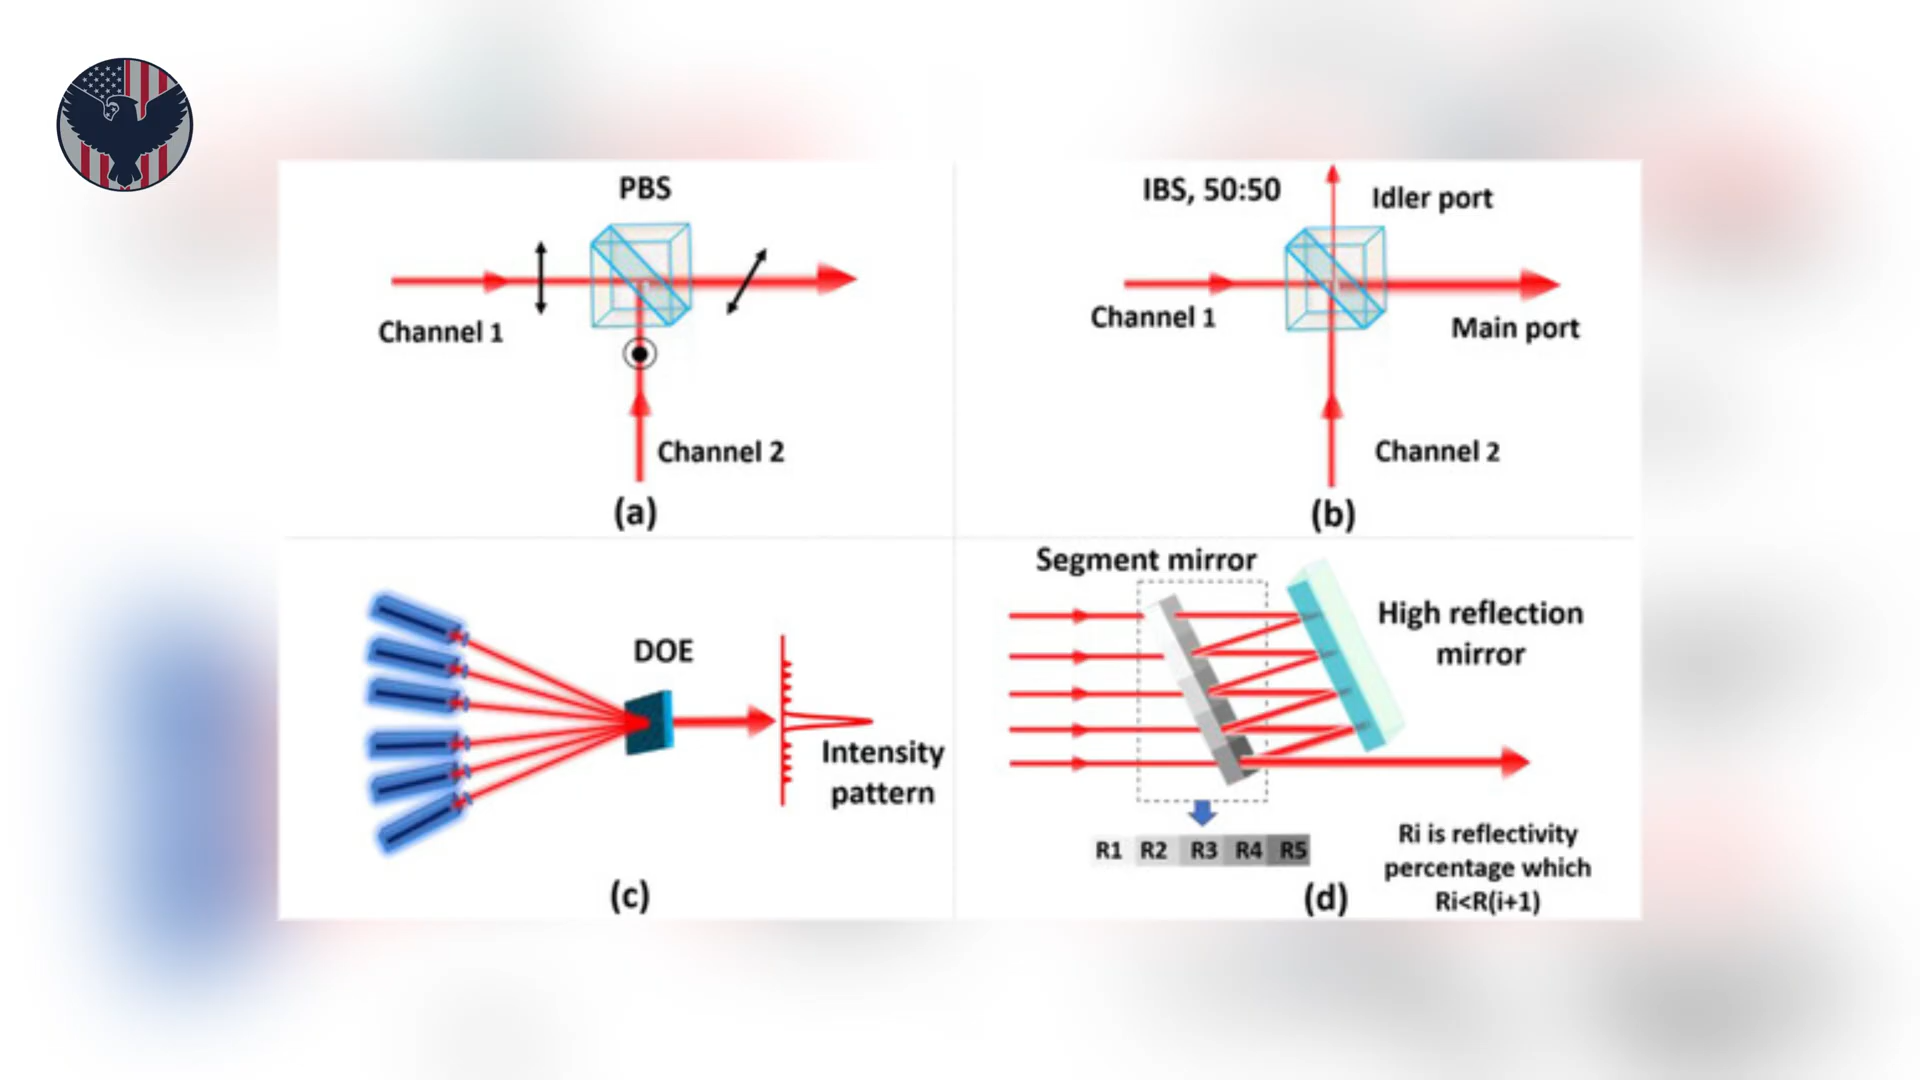 PBS
Channel 1
Channel 2
(a)
IBS, 50:50
Idler port
Channel 1
Main port
Channel 2
(b)
DOE
Intensity
pattern
(c)
Segment mirror
High reflection
mirror
R1 R2 R3 R4 R5
Ri is reflectivity
percentage which
Ri<R(i+1)
(d)